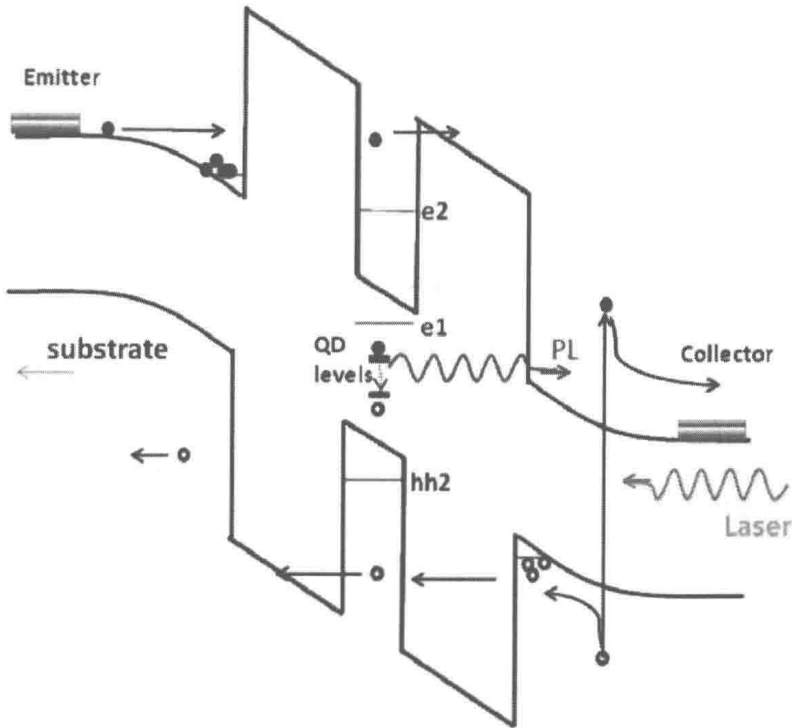 Emitter
e2
e1
substrate
QD
levels
PL
Collector
hh2
Laser